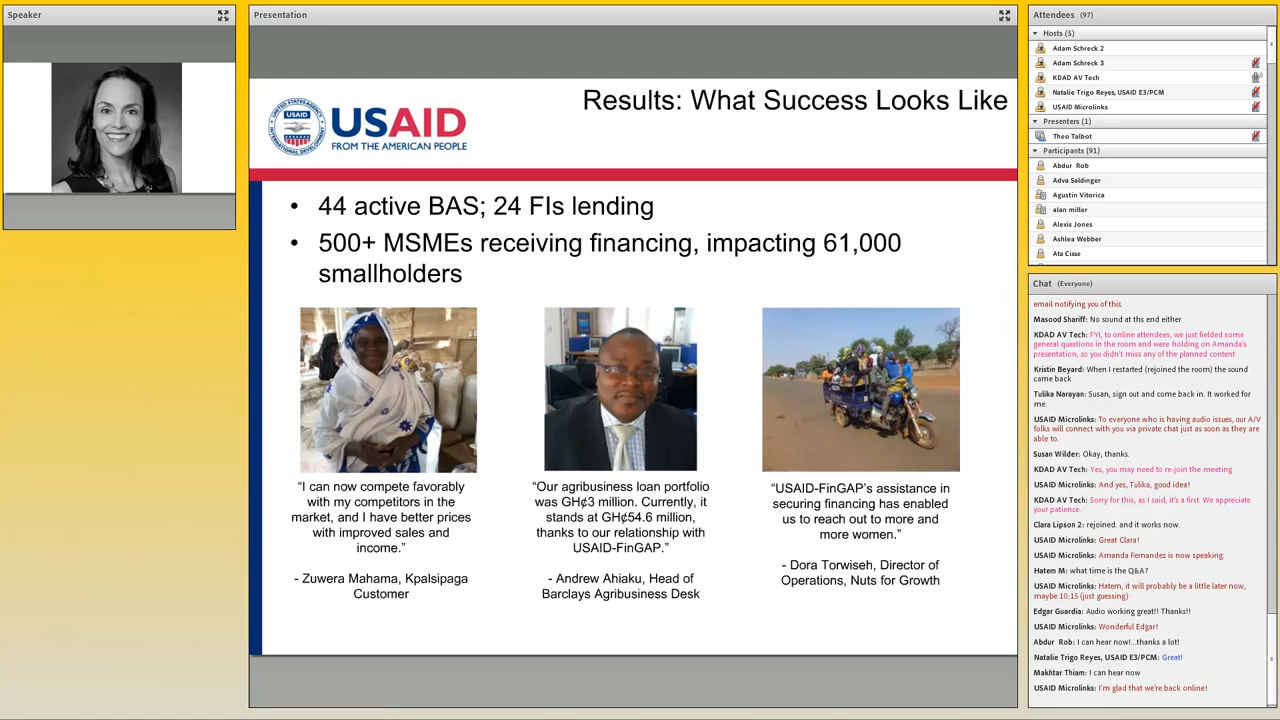 Speaker
Presentation
UNITED STATES AGENCY
INTERNATIONAL DEVELOPMENT
USAID
USAID
FROM THE AMERICAN PEOPLE
Results: What Success Looks Like
• 44 active BAS; 24 FIs lending
• 500+ MSMEs receiving financing, impacting 61,000
smallholders
“I can now compete favorably
with my competitors in the
market, and I have better prices
with improved sales and
income.”
- Zuwera Mahama, Kpalsipaga
Customer
“Our agribusiness loan portfolio
was GH₵3 million. Currently, it
stands at GH₵54.6 million,
thanks to our relationship with
USAID-FinGAP.”
- Andrew Ahiaku, Head of
Barclays Agribusiness Desk
“USAID-FinGAP’s assistance in
securing financing has enabled
us to reach out to more and
more women.”
- Dora Torwiseh, Director of
Operations, Nuts for Growth
Attendees (97)
Hosts (5)
Adam Schreck 2
Adam Schreck 3
KDAD AV Tech
Natalie Trigo Reyes, USAID E3/PCM
USAID Microlinks
Presenters (1)
Theo Talbot
Participants (91)
Abdur Rob
Adva Saldinger
Agustin Vitorica
alan miller
Alexis Jones
Ashlea Webber
Ata Cisse
Chat (Everyone)
email notifying you of this.
Masood Shariff: No sound at ths end either
KDAD AV Tech: FYI, to online attendees, we just fielded some
general questions in the room and were holding on Amanda's
presentation, so you didn't miss any of the planned content
Kristin Beyard: When I restarted (rejoined the room) the sound
came back
Tulika Narayan: Susan, sign out and come back in. It worked for
me.
USAID Microlinks: To everyone who is having audio issues, our A/V
folks will connect with you via private chat just as soon as they are
able to.
Susan Wilder: Okay, thanks.
KDAD AV Tech: Yes, you may need to re-join the meeting
USAID Microlinks: And yes, Tulika, good idea!
KDAD AV Tech: Sorry for this, as I said, it's a first. We appreciate
your patience.
Clara Lipson 2: rejoined. and it works now.
USAID Microlinks: Great Clara!
USAID Microlinks: Amanda Fernandez is now speaking.
Hatem M: what time is the Q&A?
USAID Microlinks: Hatem, it will probably be a little later now,
maybe 10:15 (just guessing)
Edgar Guardia: Audio working great!! Thanks!!
USAID Microlinks: Wonderful Edgar!
Abdur Rob: I can hear now!...thanks a lot!
Natalie Trigo Reyes, USAID E3/PCM: Great!
Makhtar Thiam: I can hear now
USAID Microlinks: I'm glad that we're back online!